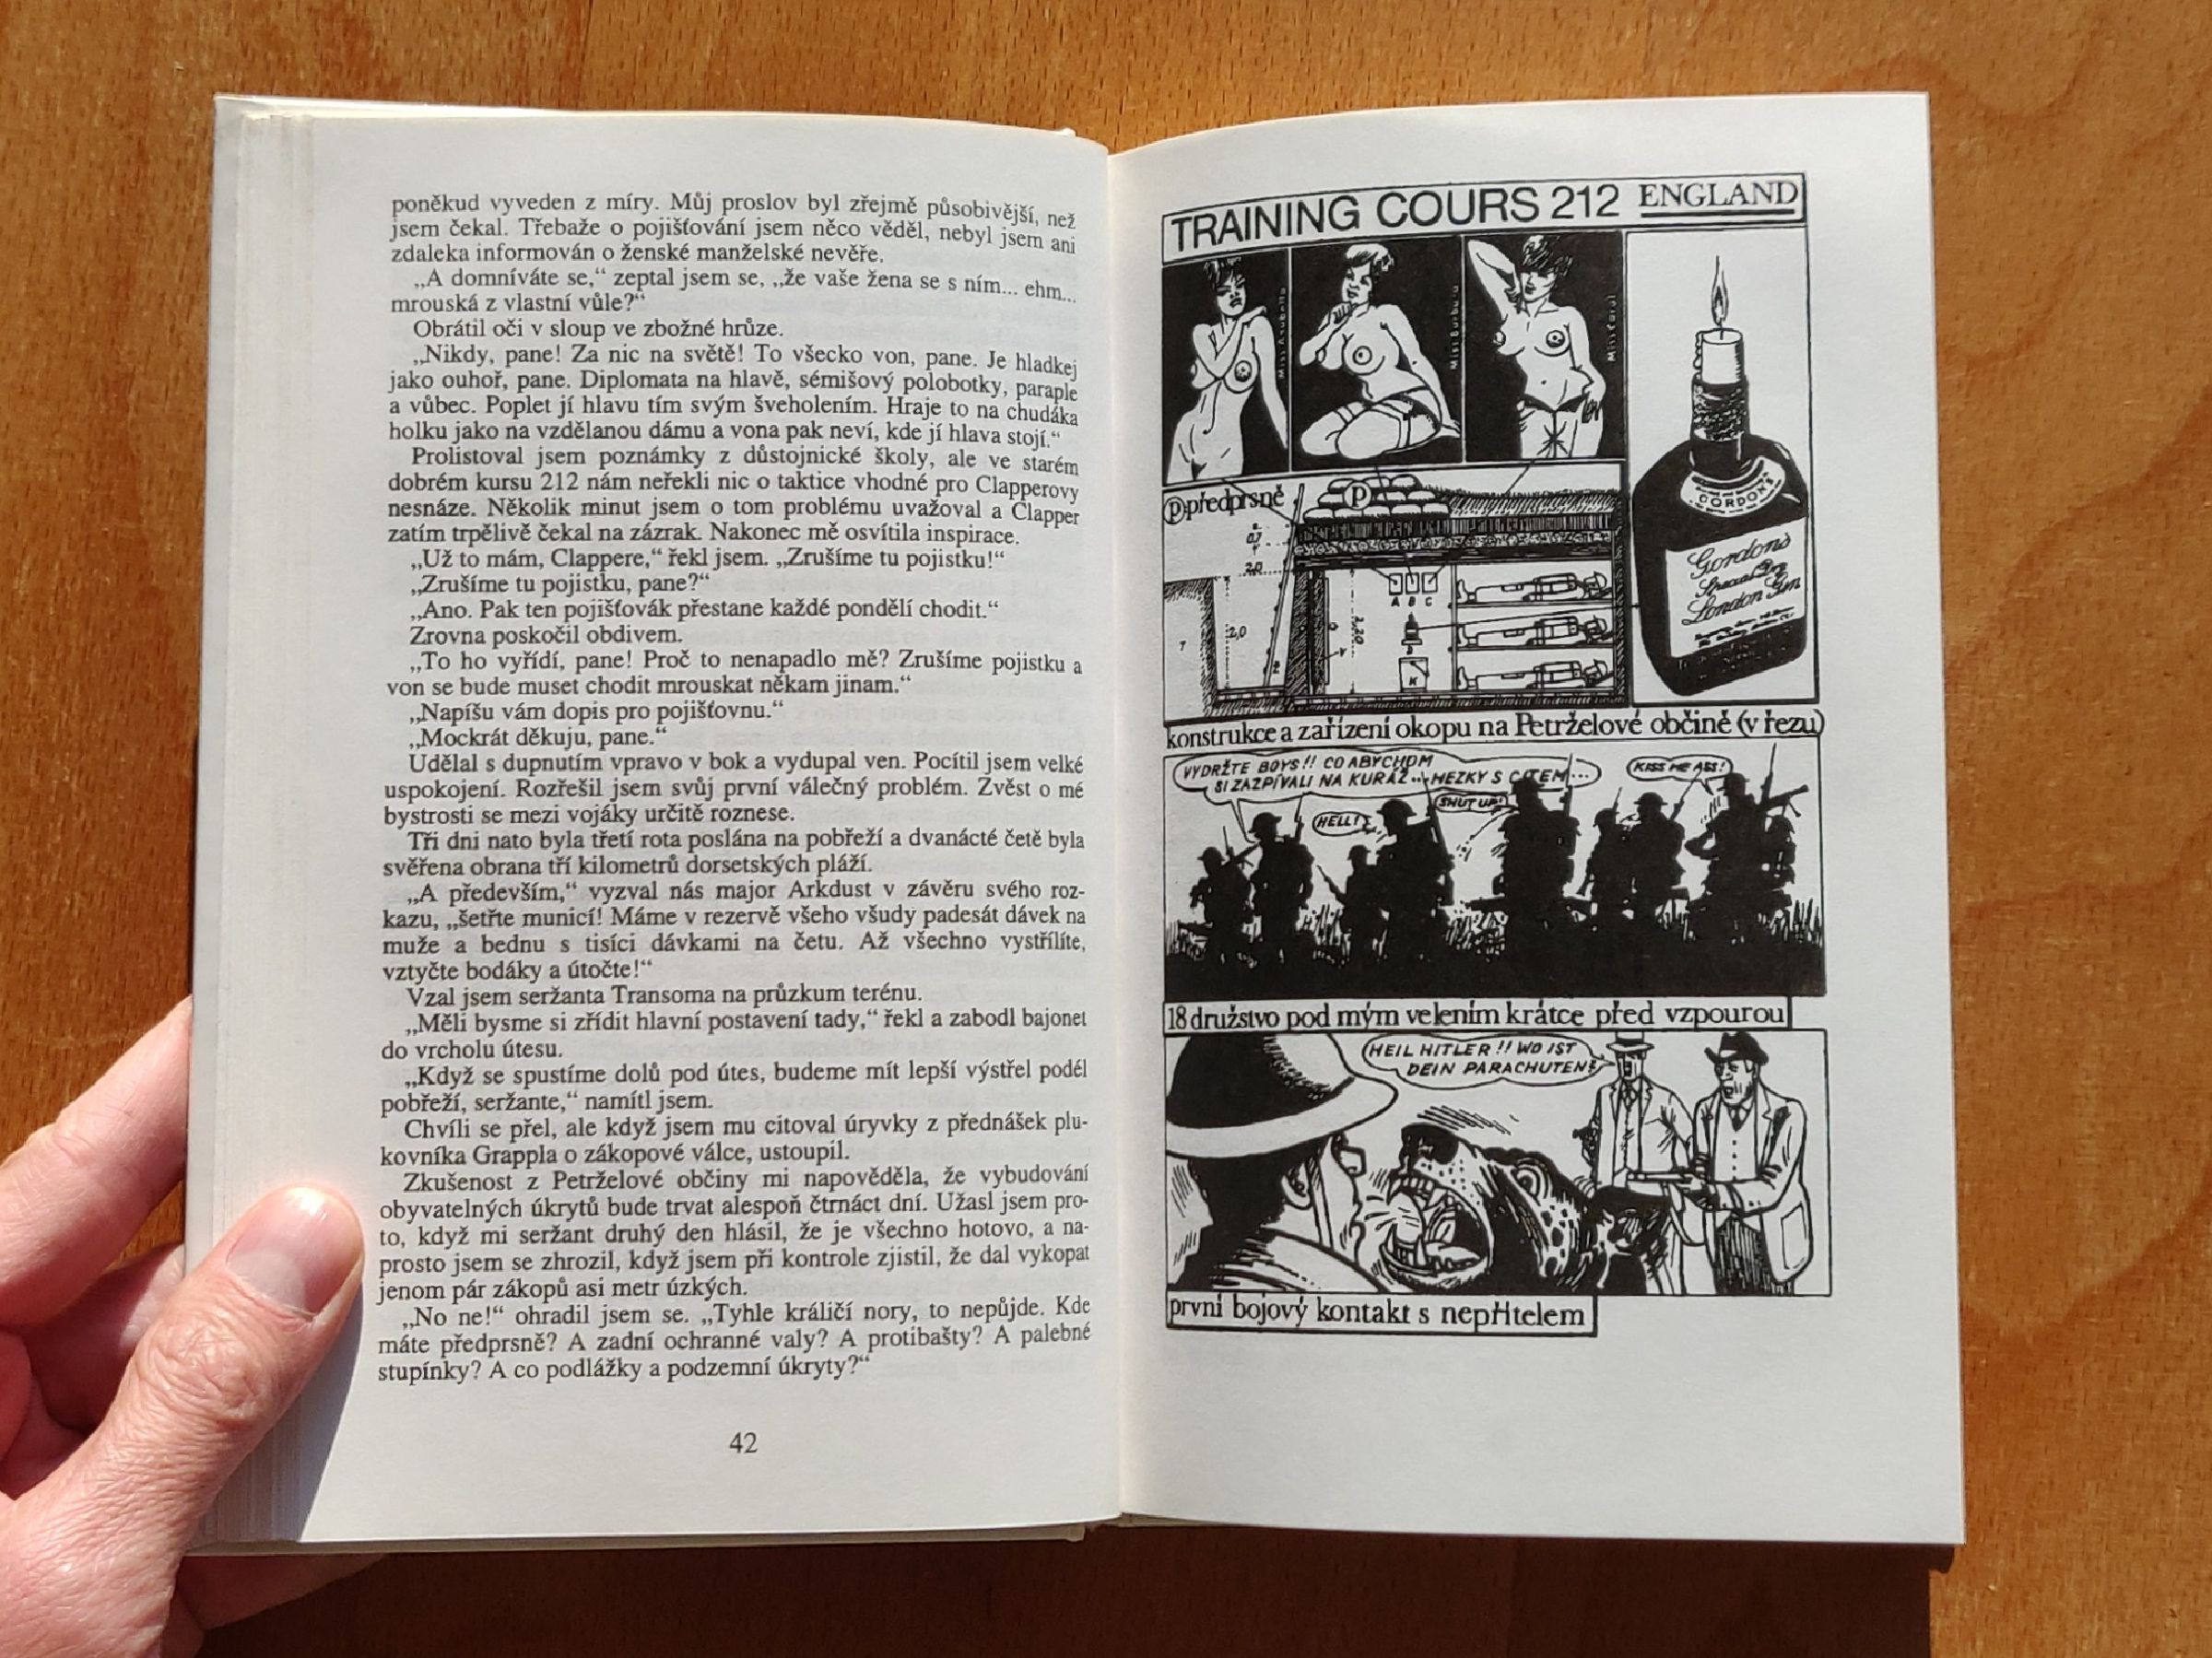 poněkud vyveden z míry. Můj proslov byl zřejmě působivější, než
jsem čekal. Třebaže o pojišťování jsem něco věděl, nebyl jsem ani
zdaleka informován o ženské manželské nevěře.
„A domníváte se,“ zeptal jsem se, „že vaše žena se s ním... ehm...
mrouská z vlastní vůle?“
Obrátil oči v sloup ve zbožné hrůze.
„Nikdy, pane! Za nic na světě! To všecko von, pane. Je hladkej
jako ouhoř, pane. Diplomata na hlavě, sémišový polobotky, paraple
a vůbec. Poplet jí hlavu tím svým šveholením. Hraje to na chudáka
holku jako na vzdělanou dámu a vona pak neví, kde jí hlava stojí.“
Prolistoval jsem poznámky z důstojnické školy, ale ve starém
dobrém kursu 212 nám neřekli nic o taktice vhodné pro Clapperovy
nesnáze. Několik minut jsem o tom problému uvažoval a Clapper
zatím trpělivě čekal na zázrak. Nakonec mě osvítila inspirace.
„Už to mám, Clappere,“ řekl jsem. „Zrušíme tu pojistku!“
„Zrušíme tu pojistku, pane?“
„Ano. Pak ten pojišťovák přestane každé pondělí chodit.“
Zrovna poskočil obdivem.
„To ho vyřídí, pane! Proč to nenapadlo mě? Zrušíme pojistku a
von se bude muset chodit mrouskat někam jinam.“
„Napíšu vám dopis pro pojišťovnu.“
„Mockrát děkuju, pane.“
Udělal s dupnutím vpravo v bok a vydupal ven. Pocítil jsem velké
uspokojení. Rozřešil jsem svůj první válečný problém. Zvěst o mé
bystrosti se mezi vojáky určitě roznese.
Tři dni nato byla třetí rota poslána na pobřeží a dvanácté četě byla
svěřena obrana tří kilometrů dorsetských pláží.
„A především,“ vyzval nás major Arkdust v závěru svého roz-
kazu, „šetřte municí! Máme v rezervě všeho všudy padesát dávek na
muže a bednu s tisíci dávkami na četu. Až všechno vystřílíte,
vztyčte bodáky a útočte!“
Vzal jsem seržanta Transoma na průzkum terénu.
„Měli bysme si zřídit hlavní postavení tady,“ řekl a zabodl bajonet
do vrcholu útesu.
„Když se spustíme dolů pod útes, budeme mít lepší výstřel podél
pobřeží, seržante,“ namítl jsem.
Chvíli se přel, ale když jsem mu citoval úryvky z přednášek plu-
kovníka Grappla o zákopové válce, ustoupil.
Zkušenost z Petrželové občiny mi napověděla, že vybudování
obyvatelných úkrytů bude trvat alespoň čtrnáct dní. Užasl jsem pro-
to, když mi seržant druhý den hlásil, že je všechno hotovo, a na-
prosto jsem se zhrozil, když jsem při kontrole zjistil, že dal vykopat
jenom pár zákopů asi metr úzkých.
„No ne!“ ohradil jsem se. „Tyhle králičí nory, to nepůjde. Kde
máte předprsně? A zadní ochranné valy? A protibašty? A palebné
stupínky? A co podlážky a podzemní úkryty?“
42
TRAINING COURS 212 ENGLAND
Miss Arabella
Miss Barbara
Miss Carol
P předprsně
P
2,0
2,0
A B C
K
GORDON'S
Gordon's
Special Dry
London Gin
konstrukce a zařízení okopu na Petrželové občině (v řezu)
VYDRŽTE BOYS!! CO ABYCHOM
SI ZAZPÍVALI NA KURÁŽ... HEZKY S CITEM...
HELL!
SHUT UP!
KISS ME ASS!
18 družstvo pod mým velením krátce před vzpourou
HEIL HITLER!! WO IST
DEIN PARACHUTEN?
první bojový kontakt s nepřítelem